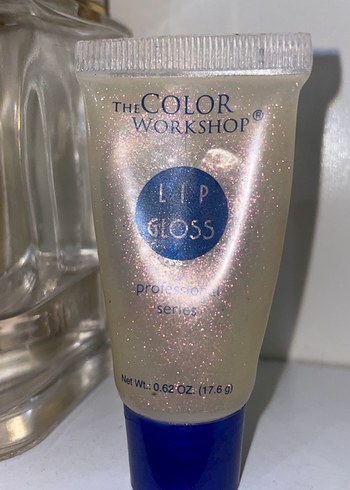 THE COLOR
WORKSHOP®
LIP
GLOSS
professional
series
Net Wt. 0.62 OZ. (17.6 g)